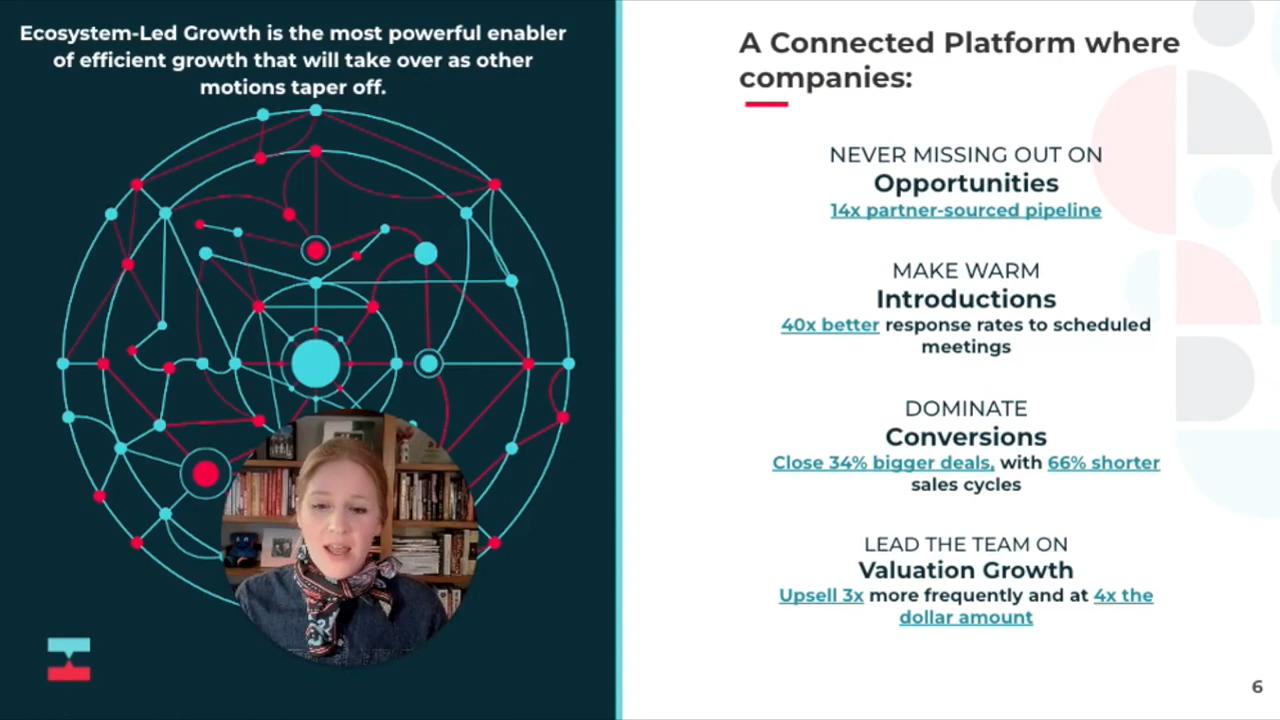 Ecosystem-Led Growth is the most powerful enabler
of efficient growth that will take over as other
motions taper off.
A Connected Platform where
companies:
NEVER MISSING OUT ON
Opportunities
14x partner-sourced pipeline
MAKE WARM
Introductions
40x better response rates to scheduled
meetings
DOMINATE
Conversions
Close 34% bigger deals, with 66% shorter
sales cycles
LEAD THE TEAM ON
Valuation Growth
Upsell 3x more frequently and at 4x the
dollar amount
6